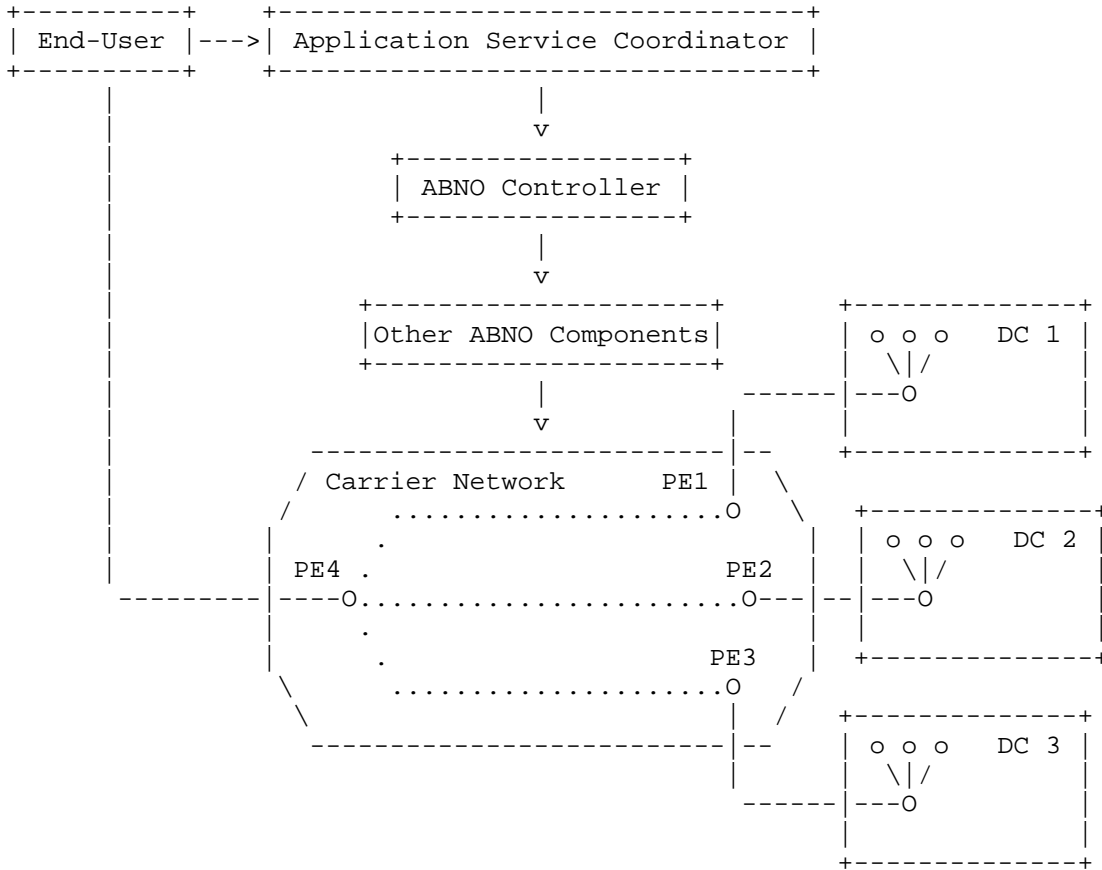 End-User Application Service Coordinator
ABNO Controller
Other ABNO Components
DC 1
Carrier Network PE1
DC 2
PE4 PE2
PE3
DC 3